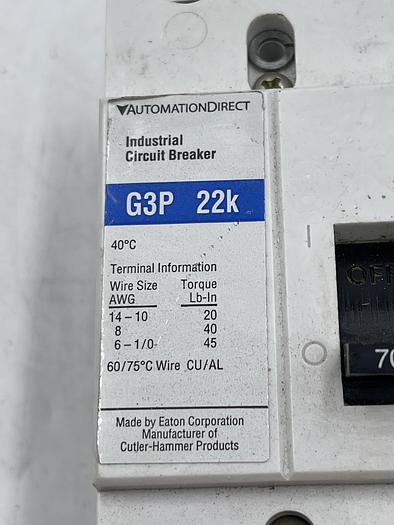 AUTOMATIONDIRECT
Industrial
Circuit Breaker
G3P 22k
40°C
Terminal Information
Wire Size Torque
AWG Lb-In
14 – 10 20
8 40
6 – 1/0 45
60/75°C Wire CU/AL
Made by Eaton Corporation
Manufacturer of
Cutler-Hammer Products
I
OFF
O
70